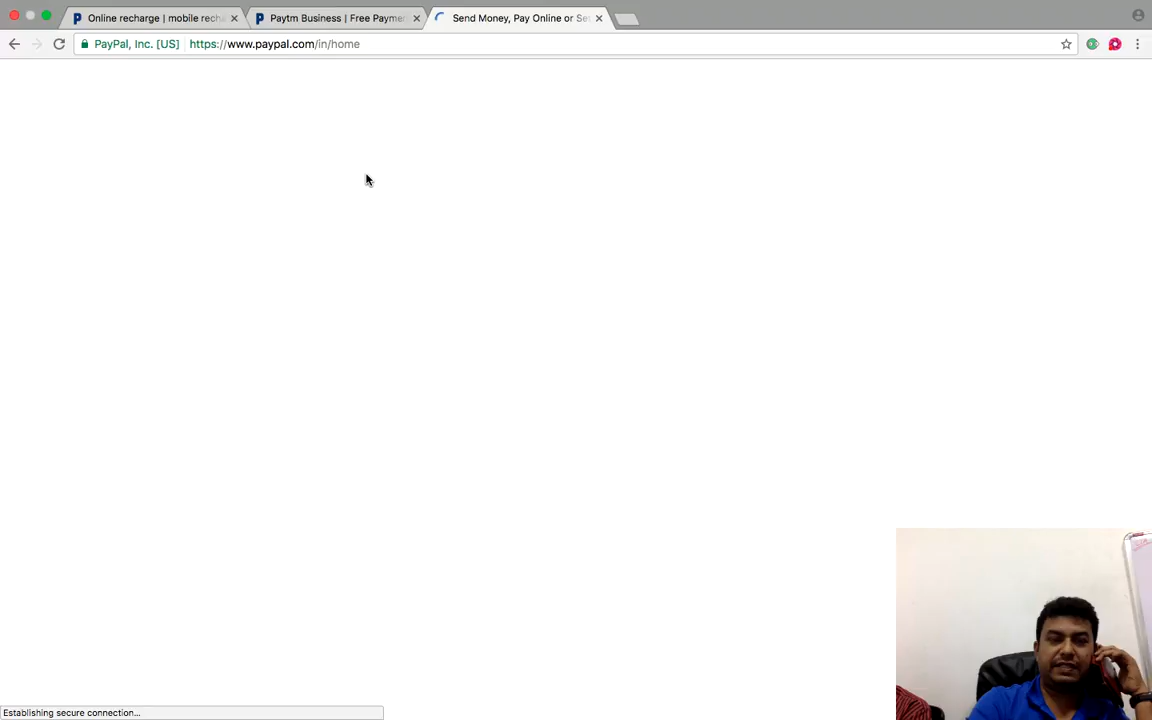 Online recharge | mobile recha
Paytm Business | Free Paymen
Send Money, Pay Online or Se
PayPal, Inc. [US]
https://www.paypal.com/in/home
Establishing secure connection...